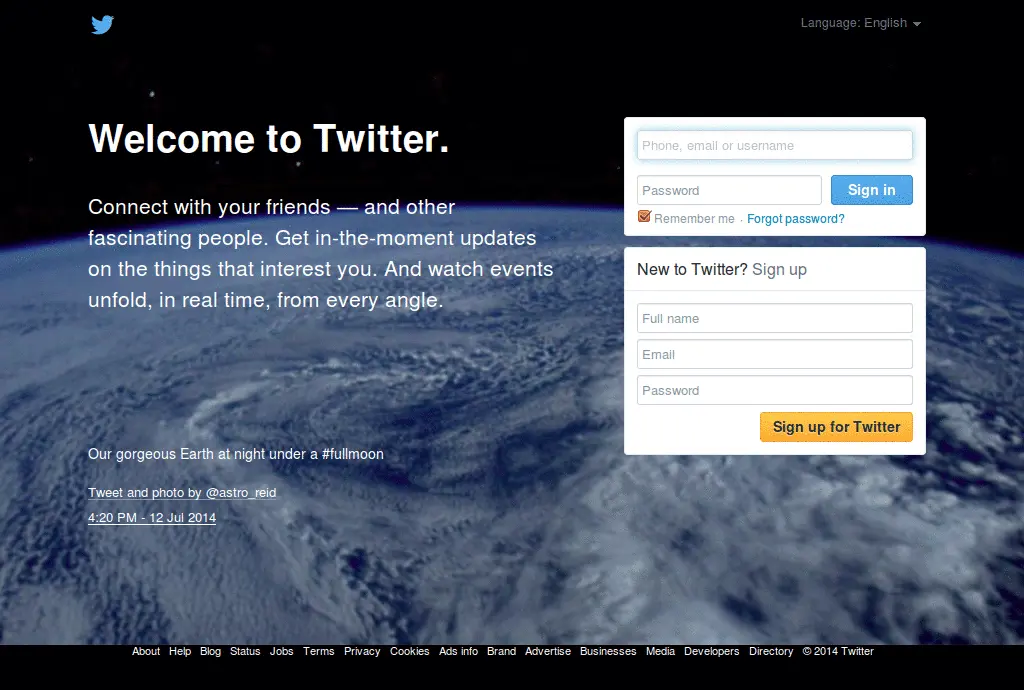 Language: English
Welcome to Twitter.
Connect with your friends — and other
fascinating people. Get in-the-moment updates
on the things that interest you. And watch events
unfold, in real time, from every angle.
Our gorgeous Earth at night under a #fullmoon
Tweet and photo by @astro_reid
4:20 PM - 12 Jul 2014
Phone, email or username
Password Sign in
Remember me · Forgot password?
New to Twitter? Sign up
Full name
Email
Password
Sign up for Twitter
About Help Blog Status Jobs Terms Privacy Cookies Ads info Brand Advertise Businesses Media Developers Directory © 2014 Twitter